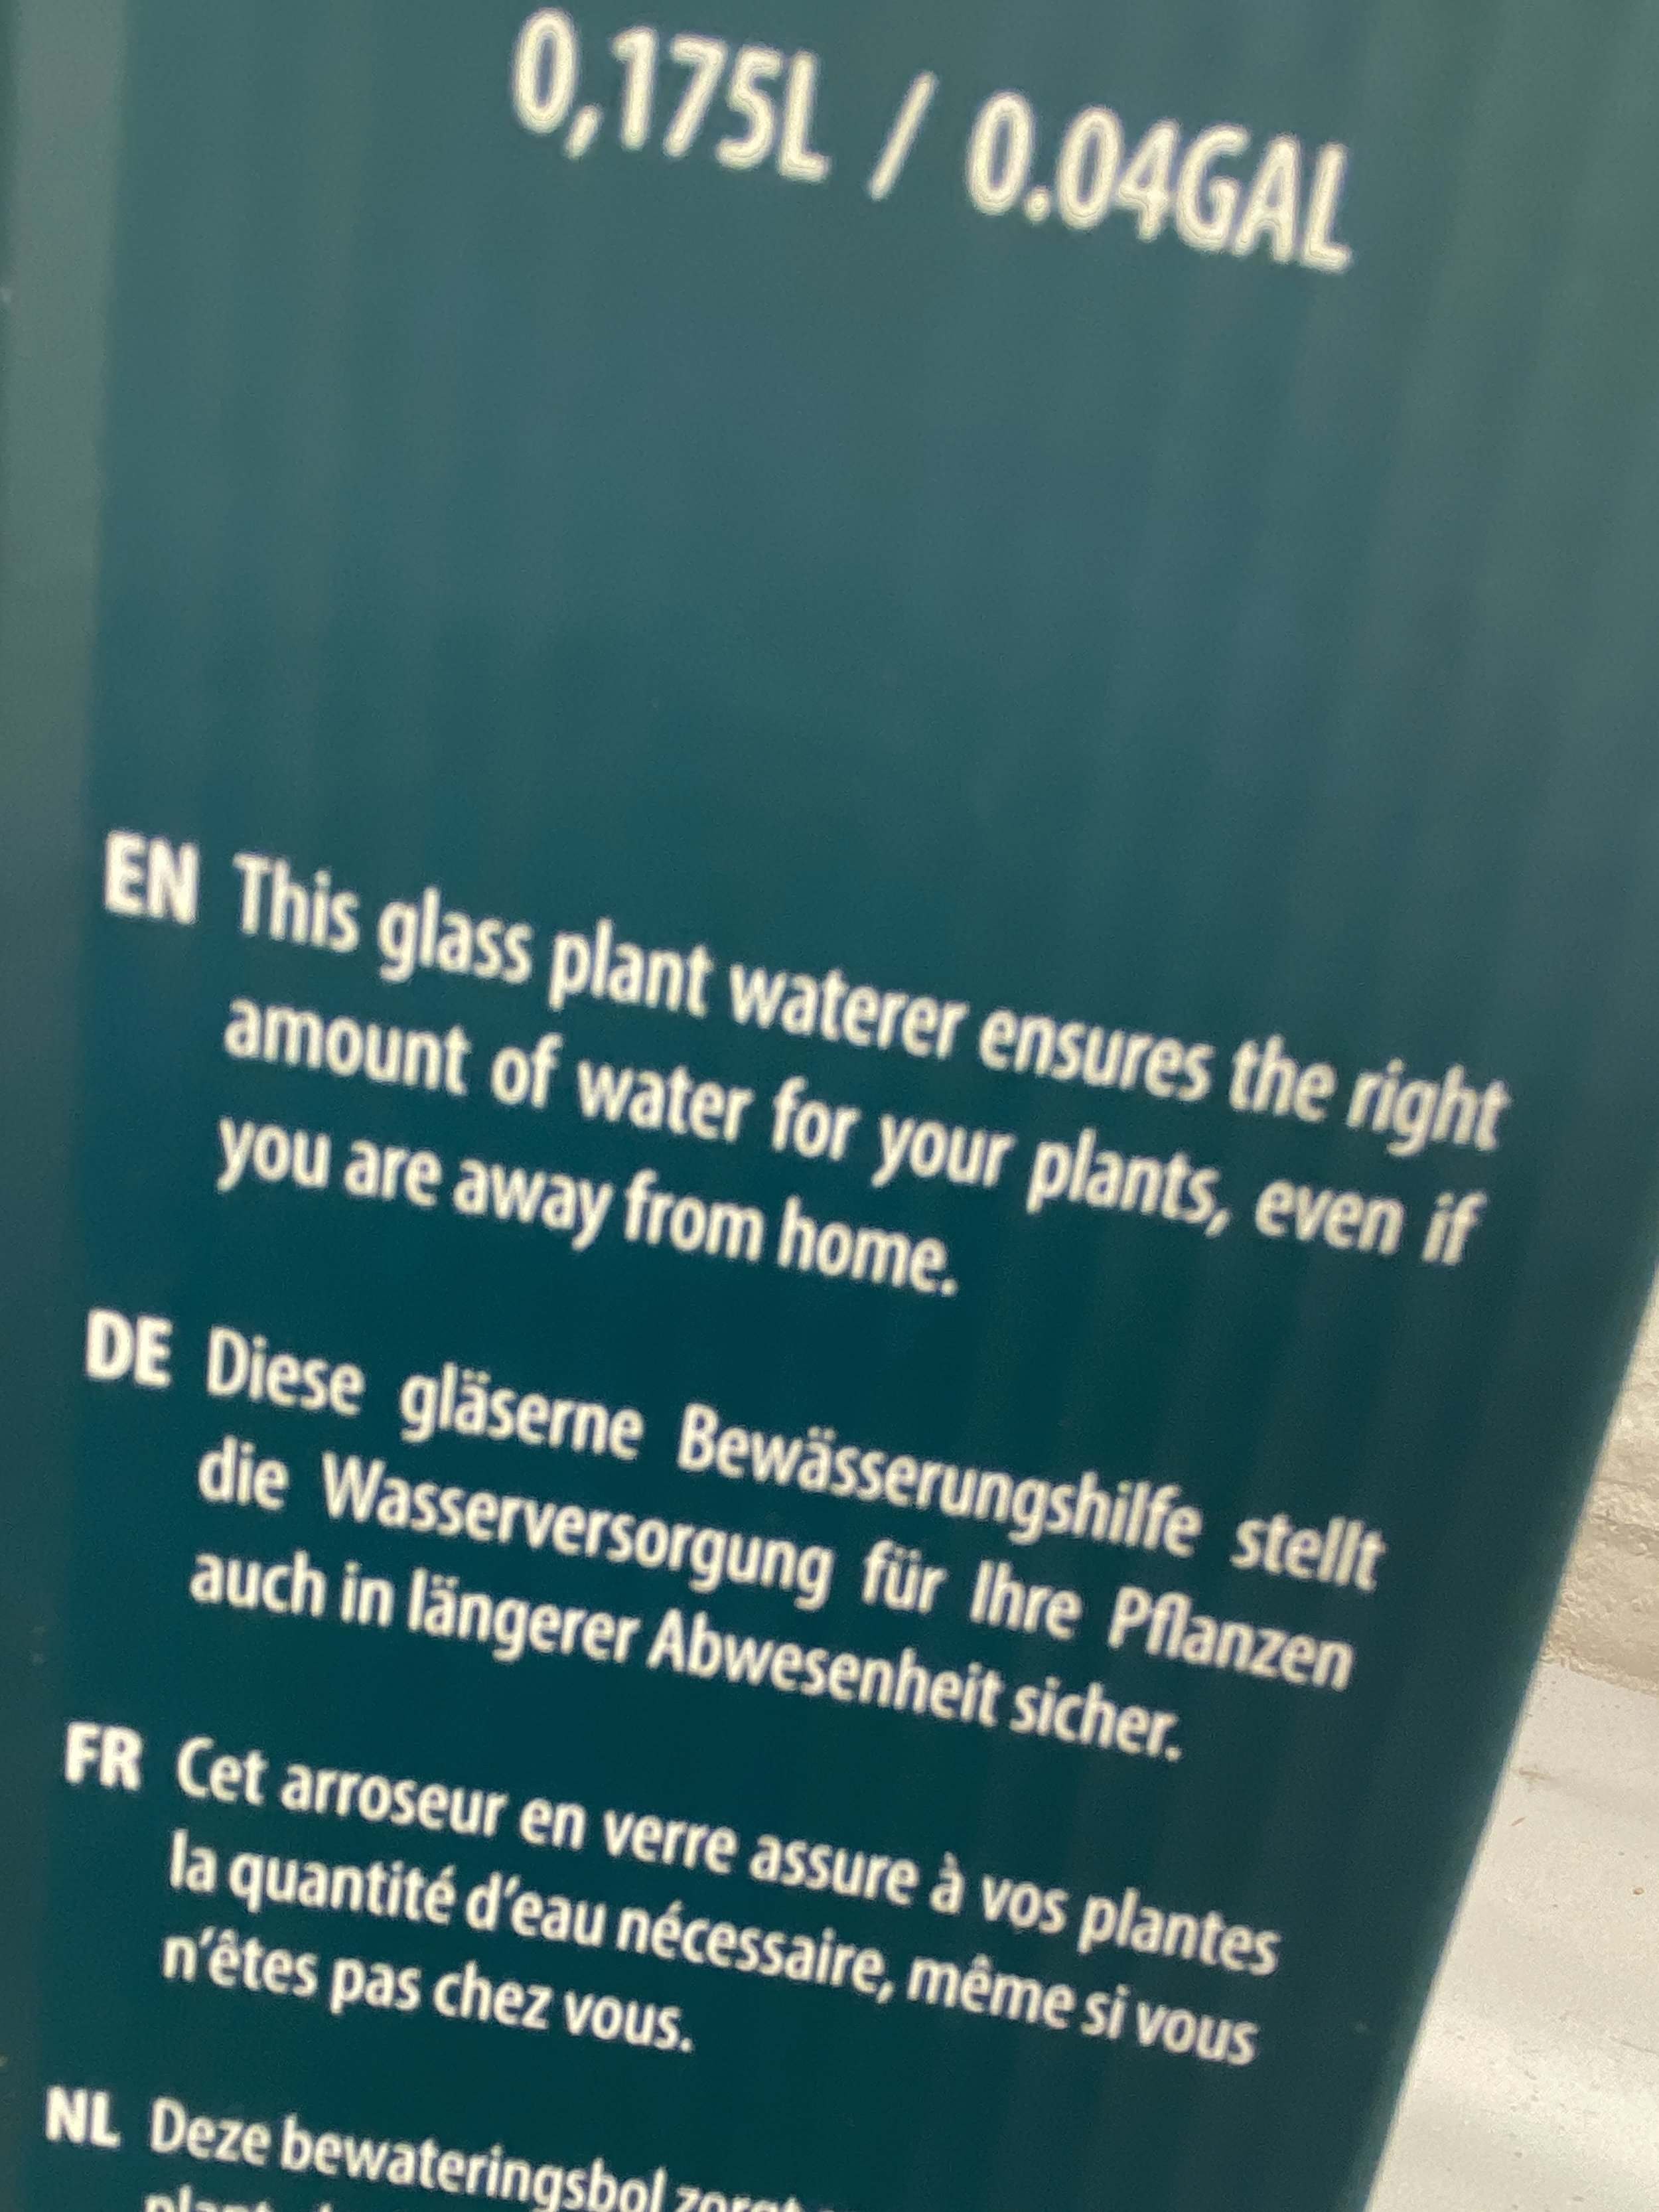 0,175L / 0.04GAL
EN This glass plant waterer ensures the right
amount of water for your plants, even if
you are away from home.
DE Diese gläserne Bewässerungshilfe stellt
die Wasserversorgung für Ihre Pflanzen
auch in längerer Abwesenheit sicher.
FR Cet arroseur en verre assure à vos plantes
la quantité d'eau nécessaire, même si vous
n'êtes pas chez vous.
NL Deze bewateringsbol